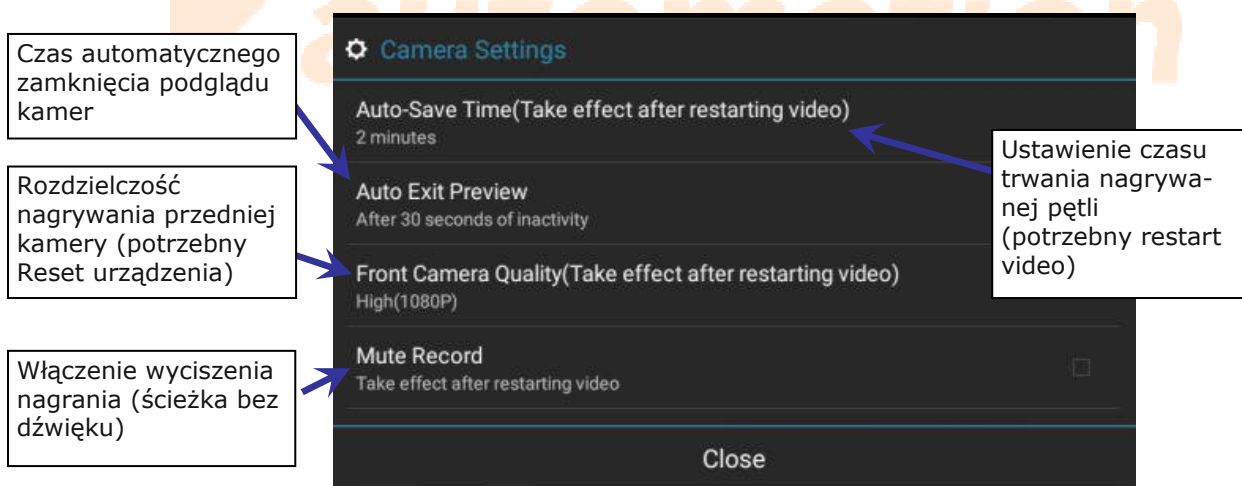 Czas automatycznego
zamknięcia podglądu
kamer
Rozdzielczość
nagrywania przedniej
kamery (potrzebny
Reset urządzenia)
Włączenie wyciszenia
nagrania (ścieżka bez
dźwięku)
Camera Settings
Auto-Save Time(Take effect after restarting video)
2 minutes
Auto Exit Preview
After 30 seconds of inactivity
Front Camera Quality(Take effect after restarting video)
High(1080P)
Mute Record
Take effect after restarting video
Close
Ustawienie czasu
trwania nagrywa-
nej pętli
(potrzebny restart
video)